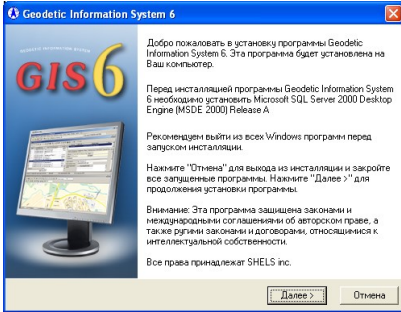 Geodetic Information System 6
GIS6
Добро пожаловать в установку программы Geodetic
Information System 6. Эта программа будет установлена на
Ваш компьютер.
Перед инсталляцией программы Geodetic Information System
6 необходимо установить Microsoft SQL Server 2000 Desktop
Engine (MSDE 2000) Release A
Рекомендуем выйти из всех Windows программ перед
запуском инсталляции.
Нажмите "Отмена" для выхода из инсталляции и закройте
все запущенные программы. Нажмите "Далее >" для
продолжения установки программы.
Внимание: Эта программа защищена законами и
международными соглашениями об авторском праве, а
также ругими законами и договорами, относящимися к
интеллектуальной собственности.
Все права принадлежат SHELS inc.
Далее >
Отмена